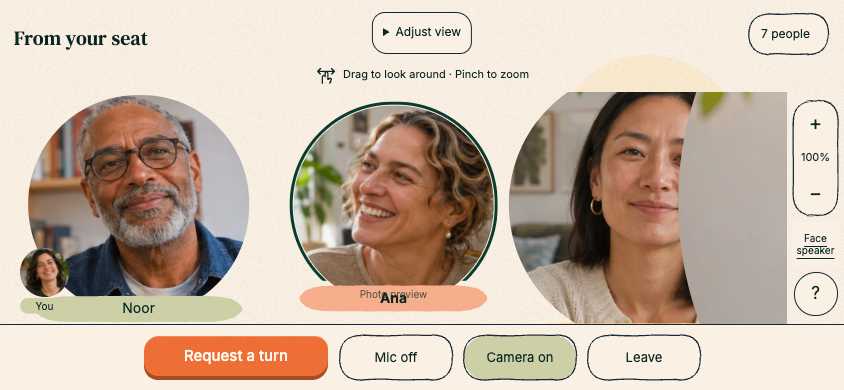 From your seat
▶ Adjust view
7 people
Drag to look around · Pinch to zoom
+
100%
−
Face
speaker
?
You
Noor
Photo preview
Ana
Request a turn
Mic off
Camera on
Leave